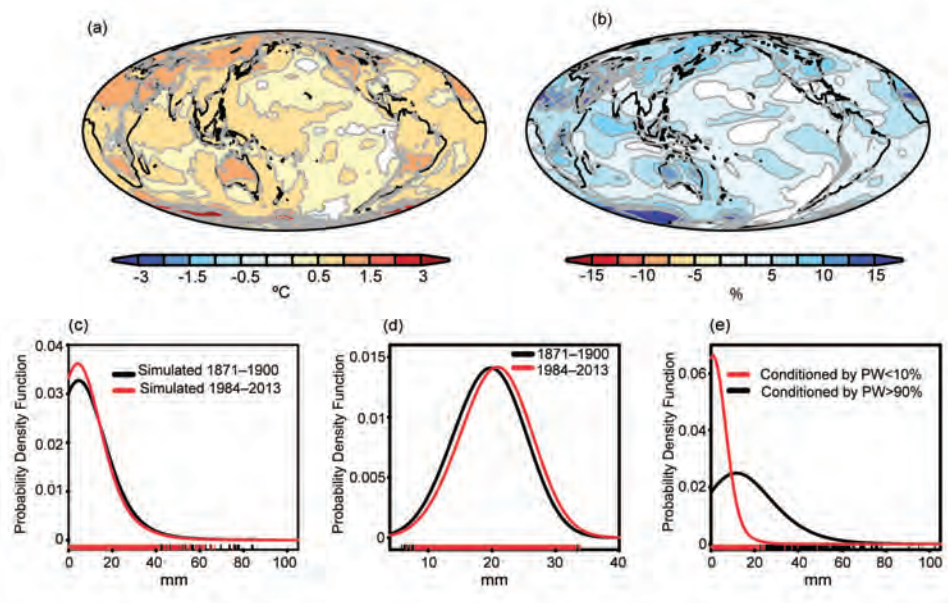 (a)
(b)
-3 -1.5 -0.5 0.5 1.5 3
ºC
-15 -10 -5 5 10 15
%
(c)
Probability Density Function
0.04
0.03
0.02
0.01
0
Simulated 1871–1900
Simulated 1984–2013
0 20 40 60 80 100
mm
(d)
Probability Density Function
0.015
0.010
0.005
0
1871–1900
1984–2013
10 20 30 40
mm
(e)
Probability Density Function
0.06
0.04
0.02
0
Conditioned by PW<10%
Conditioned by PW>90%
0 20 40 60 80 100
mm